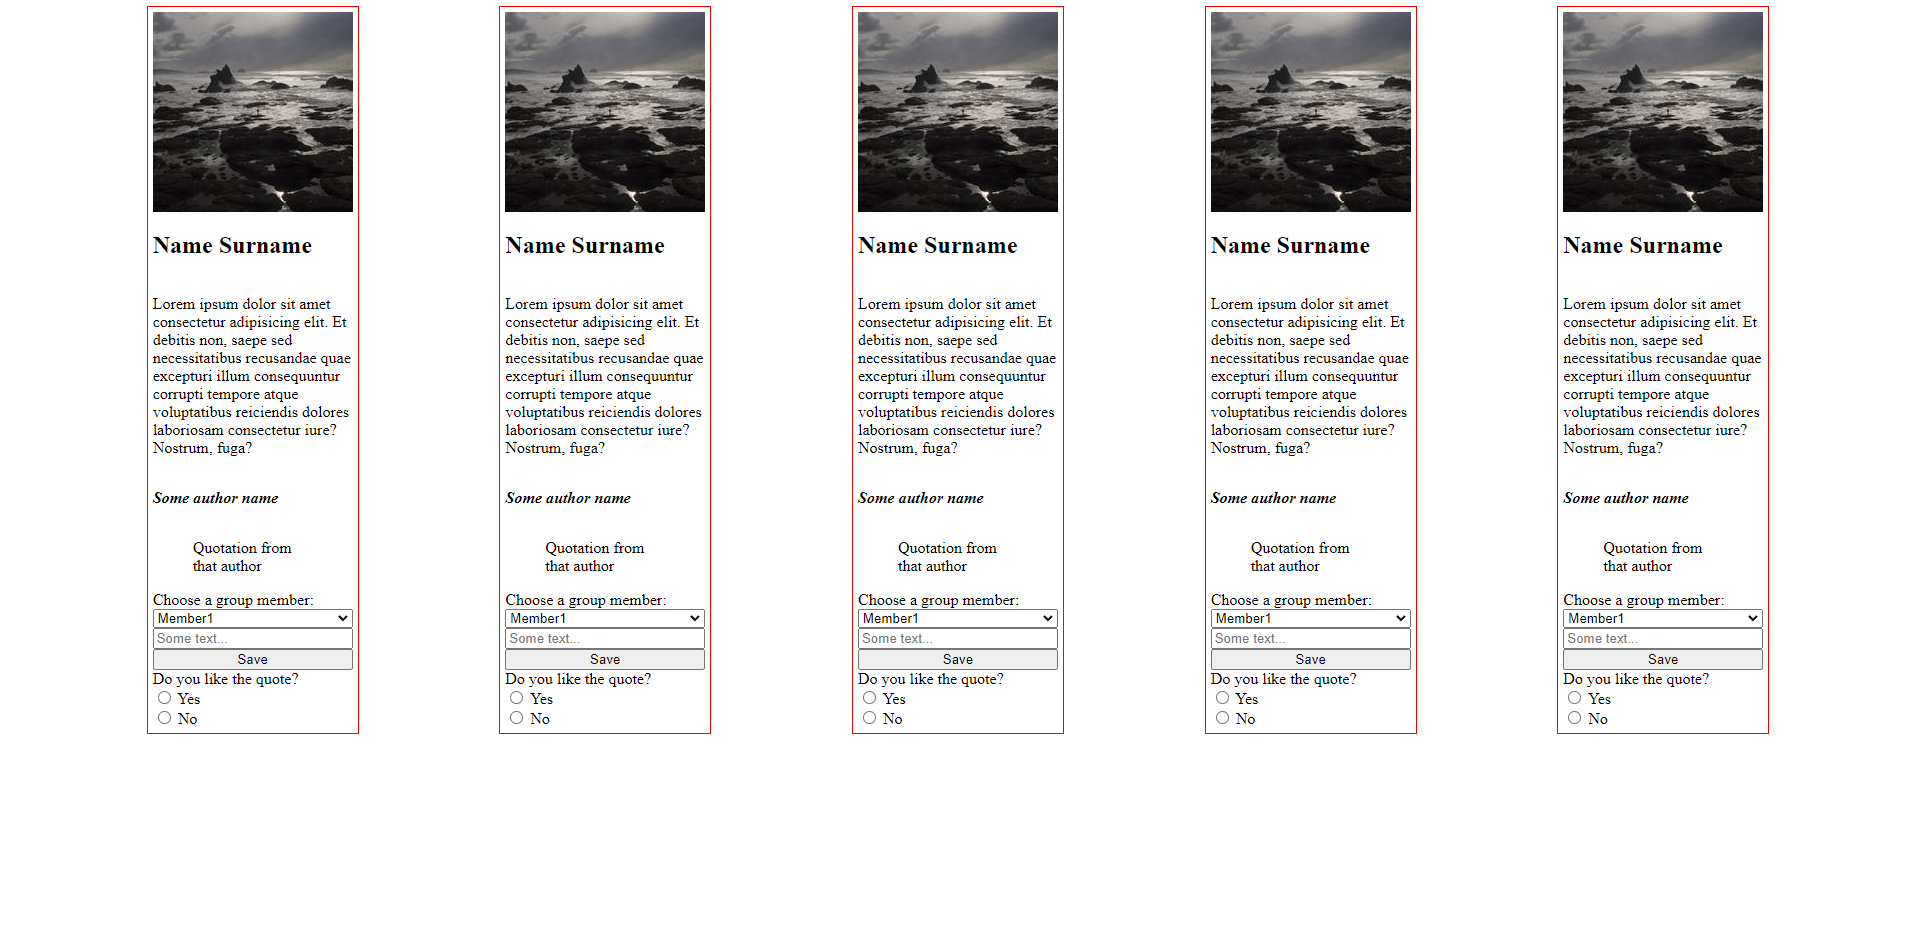 Name Surname
Lorem ipsum dolor sit amet
consectetur adipisicing elit. Et
debitis non, saepe sed
necessitatibus recusandae quae
excepturi illum consequuntur
corrupti tempore atque
voluptatibus reiciendis dolores
laboriosam consectetur iure?
Nostrum, fuga?
Some author name
Quotation from
that author
Choose a group member:
Member1
Some text...
Save
Do you like the quote?
Yes
No
Name Surname
Lorem ipsum dolor sit amet
consectetur adipisicing elit. Et
debitis non, saepe sed
necessitatibus recusandae quae
excepturi illum consequuntur
corrupti tempore atque
voluptatibus reiciendis dolores
laboriosam consectetur iure?
Nostrum, fuga?
Some author name
Quotation from
that author
Choose a group member:
Member1
Some text...
Save
Do you like the quote?
Yes
No
Name Surname
Lorem ipsum dolor sit amet
consectetur adipisicing elit. Et
debitis non, saepe sed
necessitatibus recusandae quae
excepturi illum consequuntur
corrupti tempore atque
voluptatibus reiciendis dolores
laboriosam consectetur iure?
Nostrum, fuga?
Some author name
Quotation from
that author
Choose a group member:
Member1
Some text...
Save
Do you like the quote?
Yes
No
Name Surname
Lorem ipsum dolor sit amet
consectetur adipisicing elit. Et
debitis non, saepe sed
necessitatibus recusandae quae
excepturi illum consequuntur
corrupti tempore atque
voluptatibus reiciendis dolores
laboriosam consectetur iure?
Nostrum, fuga?
Some author name
Quotation from
that author
Choose a group member:
Member1
Some text...
Save
Do you like the quote?
Yes
No
Name Surname
Lorem ipsum dolor sit amet
consectetur adipisicing elit. Et
debitis non, saepe sed
necessitatibus recusandae quae
excepturi illum consequuntur
corrupti tempore atque
voluptatibus reiciendis dolores
laboriosam consectetur iure?
Nostrum, fuga?
Some author name
Quotation from
that author
Choose a group member:
Member1
Some text...
Save
Do you like the quote?
Yes
No